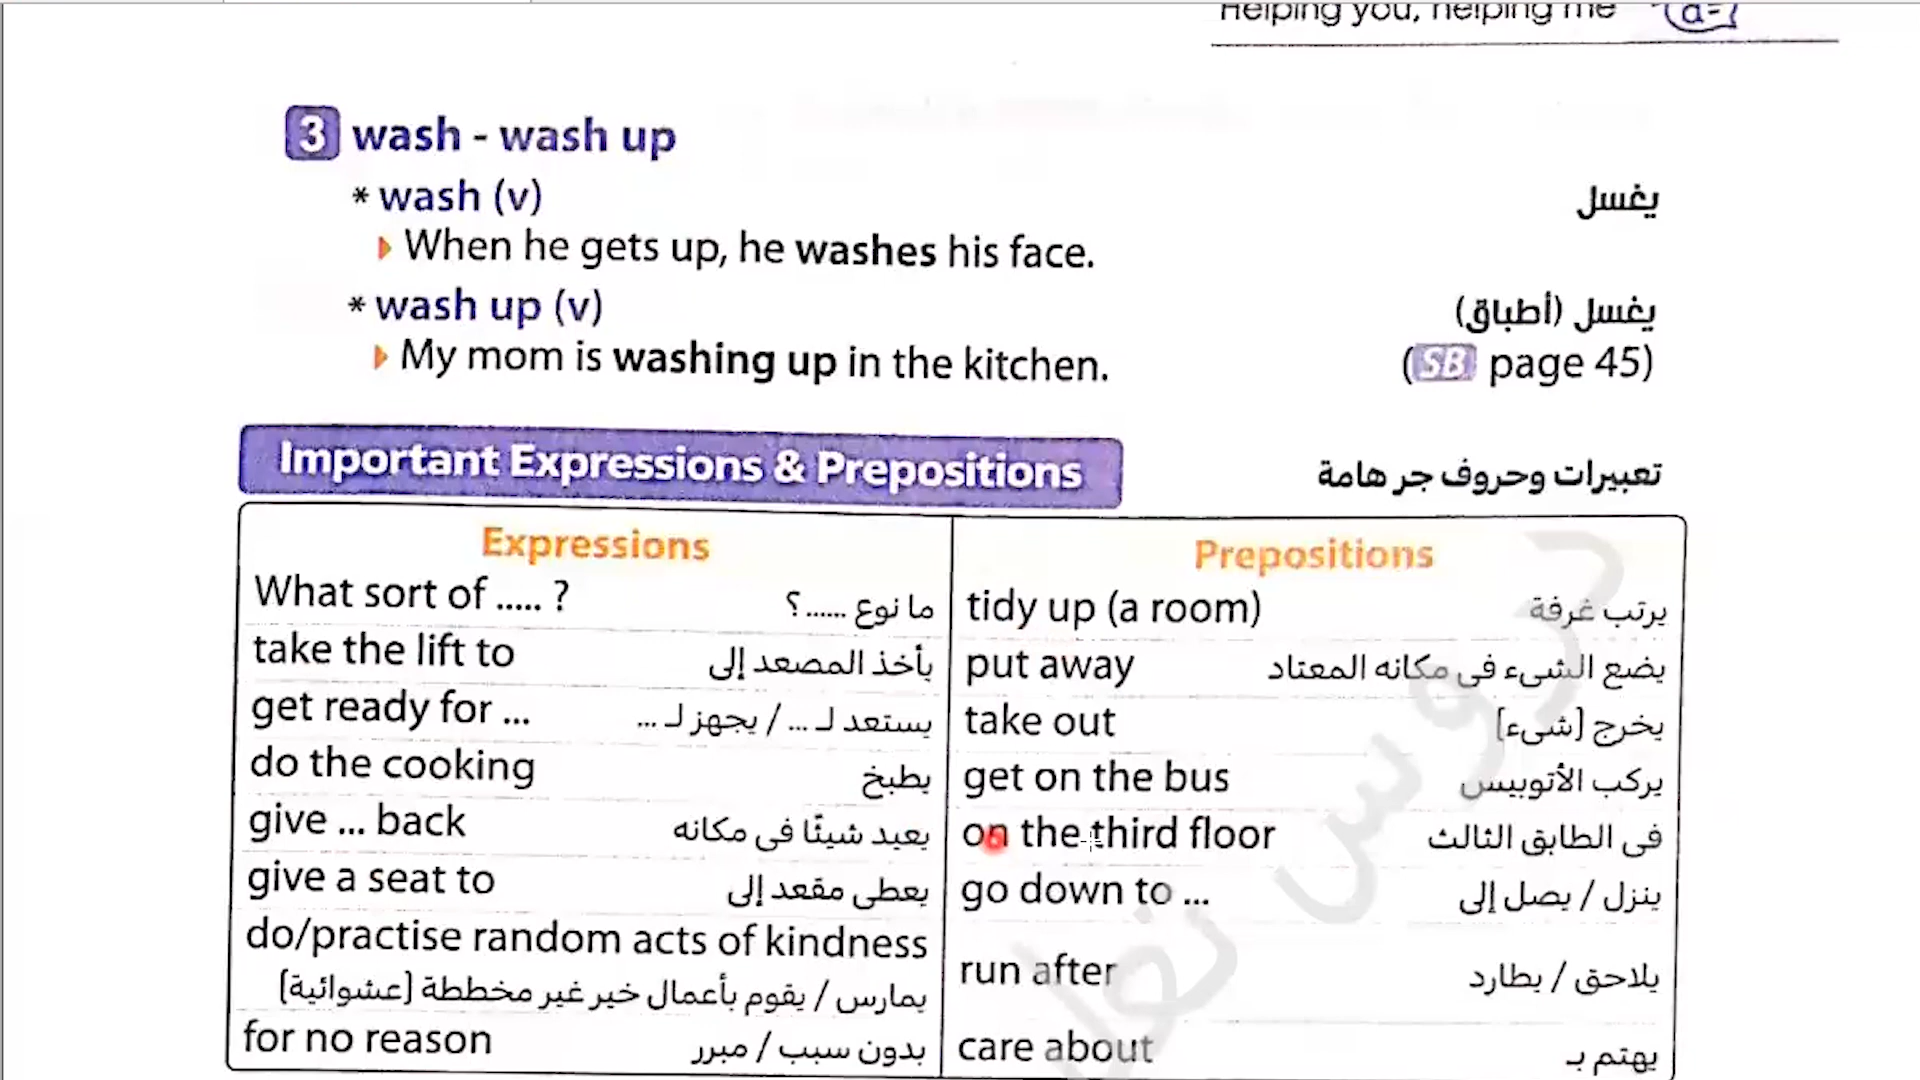 Helping you, helping me
3 wash - wash up
* wash (v) يغسل
When he gets up, he washes his face.
* wash up (v) يغسل (أطباق)
My mom is washing up in the kitchen. (SB page 45)
Important Expressions & Prepositions تعبيرات وحروف جر هامة
Expressions
What sort of ..... ? ما نوع ......؟
take the lift to يأخذ المصعد إلى
get ready for ... يستعد لـ ... / يجهز لـ ...
do the cooking يطبخ
give ... back يعيد شيئًا فى مكانه
give a seat to يعطى مقعد إلى
do/practise random acts of kindness
يمارس / يقوم بأعمال خير غير مخططة [عشوائية]
for no reason بدون سبب / مبرر
Prepositions
tidy up (a room) يرتب غرفة
put away يضع الشىء فى مكانه المعتاد
take out يخرج [شىء]
get on the bus يركب الأتوبيس
on the third floor فى الطابق الثالث
go down to ... ينزل / يصل إلى
run after يلاحق / يطارد
care about يهتم بـ